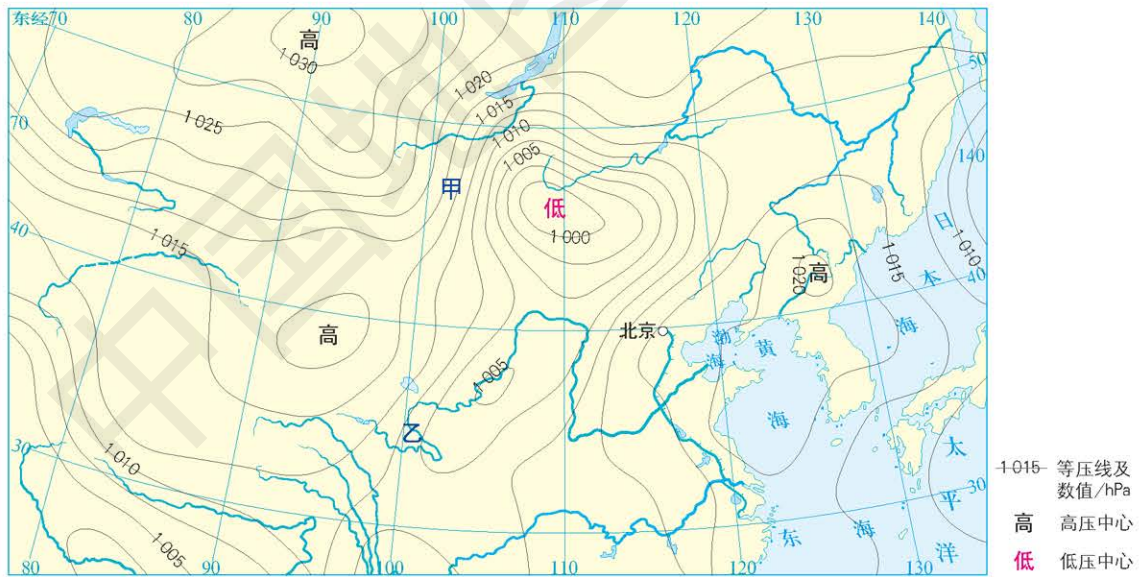 东经70 80 90 100 110 120 130 140
高
1 030
50
1 020
1 015
1 025
70
1 010
140
1 005
甲
低
日
1 000
40
1 015
1 010
高
1 020
1 015
本
40
海
高
北京
渤
海
黄
海
1 005
乙
太
30
1 010
1 015 等压线及
数值/hPa
30
平
高 高压中心
1 005
东 海
洋
低 低压中心
80 90 100 110 120 130
中国地图